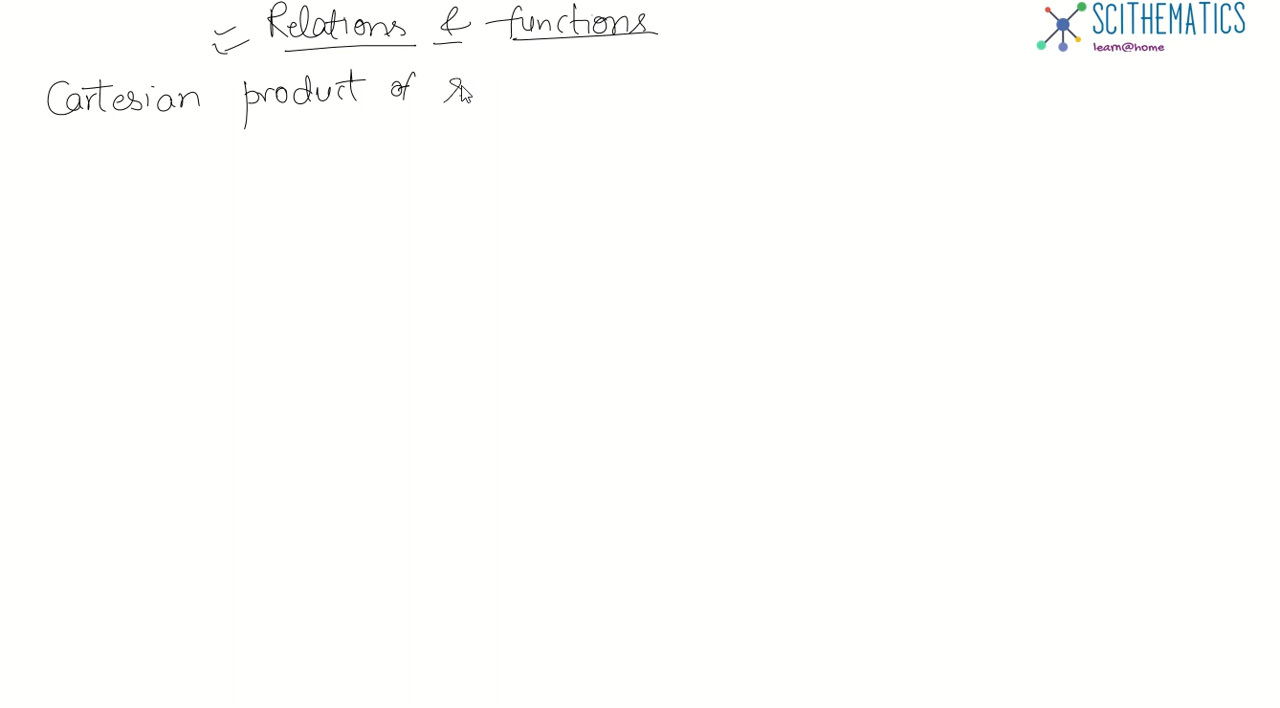 Relations & functions
SCITHEMATICS
learn@home
Cartesian product of s